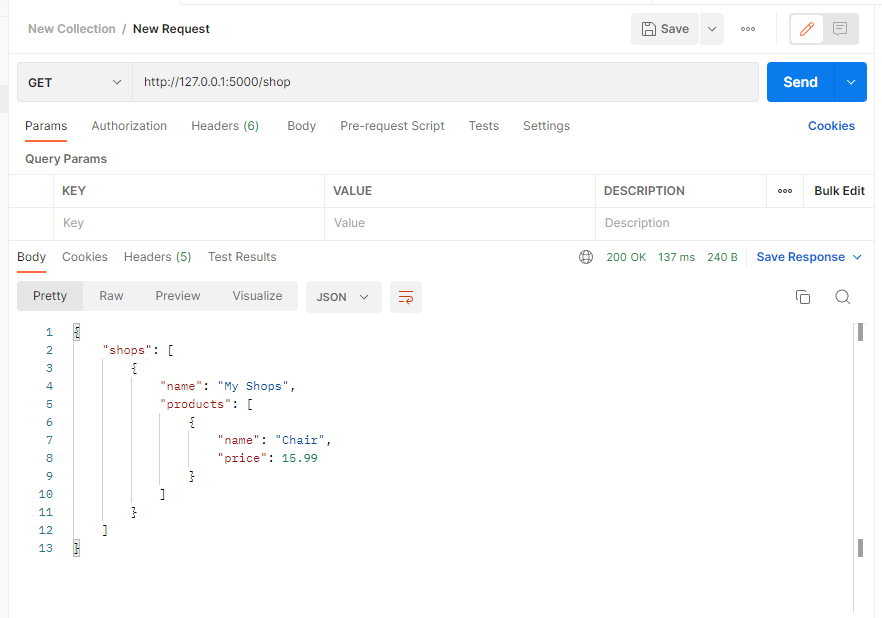 New Collection / New Request Save
GET http://127.0.0.1:5000/shop Send
Params Authorization Headers (6) Body Pre-request Script Tests Settings Cookies
Query Params
KEY VALUE DESCRIPTION Bulk Edit
Key Value Description
Body Cookies Headers (5) Test Results 200 OK 137 ms 240 B Save Response
Pretty Raw Preview Visualize JSON
1 {
2 "shops": [
3 {
4 "name": "My Shops",
5 "products": [
6 {
7 "name": "Chair",
8 "price": 15.99
9 }
10 ]
11 }
12 ]
13 }